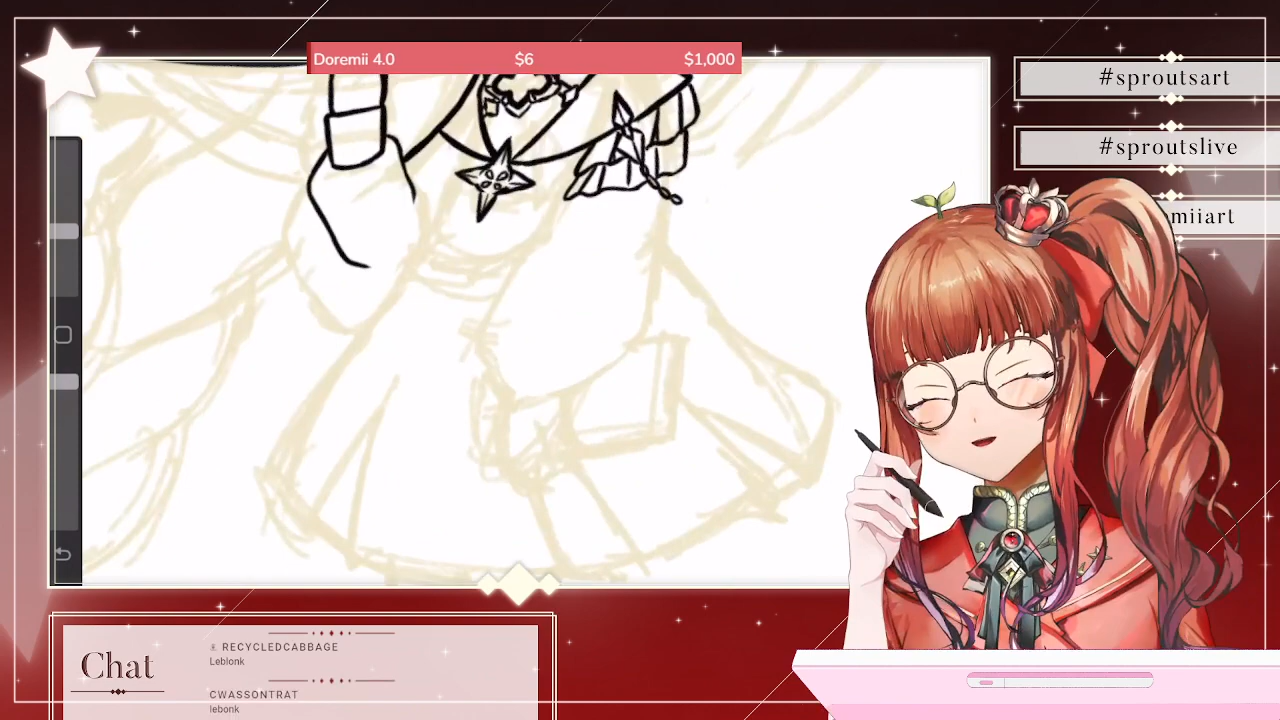 Doremii 4.0 $6 $1,000
#sproutsart
#sproutslive
miiart
Chat
RECYCLEDCABBAGE
Leblonk
CWASSONTRAT
lebonk